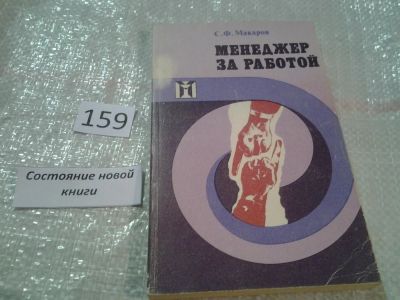 С.Ф. Макаров
МЕНЕДЖЕР
ЗА РАБОТОЙ
159
Состояние новой
книги